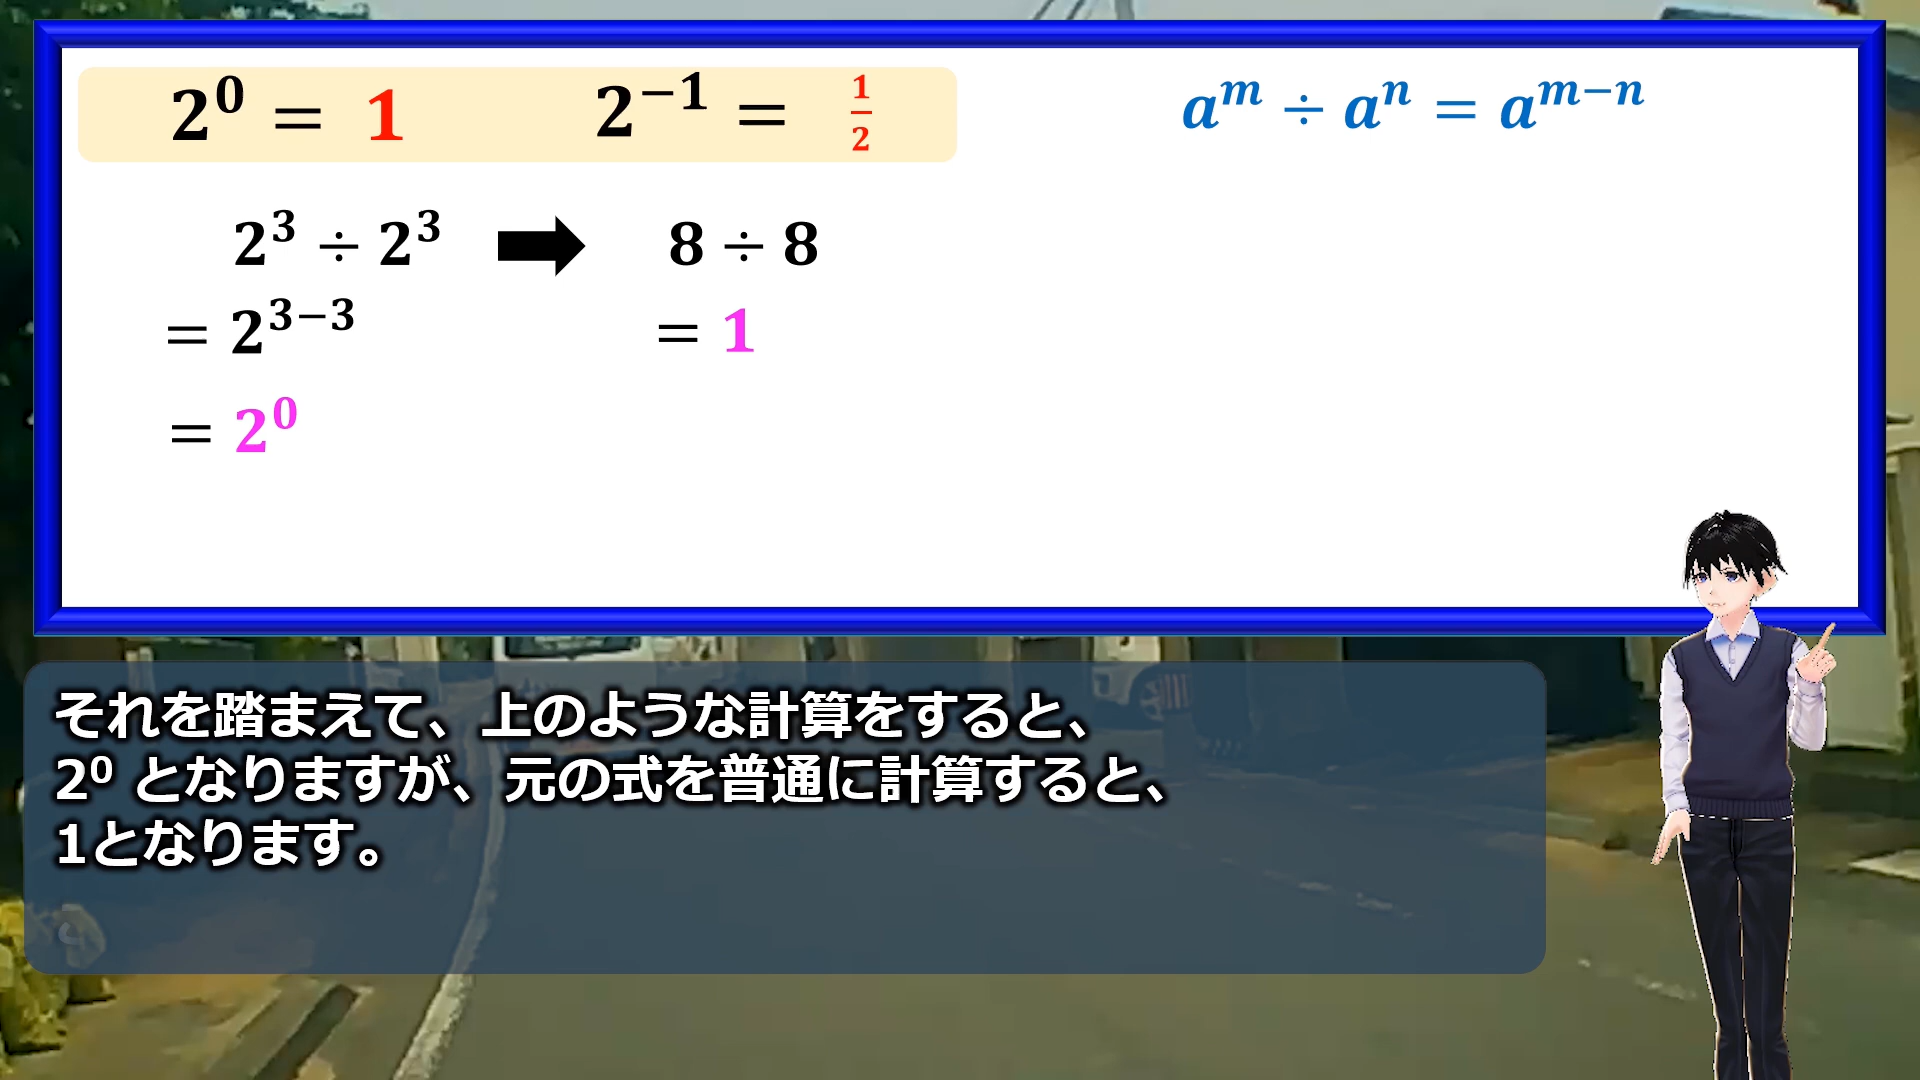 2⁰ = 1  2⁻¹ = 1/2  aᵐ ÷ aⁿ = aᵐ⁻ⁿ
2³ ÷ 2³ ➡ 8 ÷ 8
= 2³⁻³  = 1
= 2⁰
それを踏まえて、上のような計算をすると、
2⁰ となりますが、元の式を普通に計算すると、
1となります。